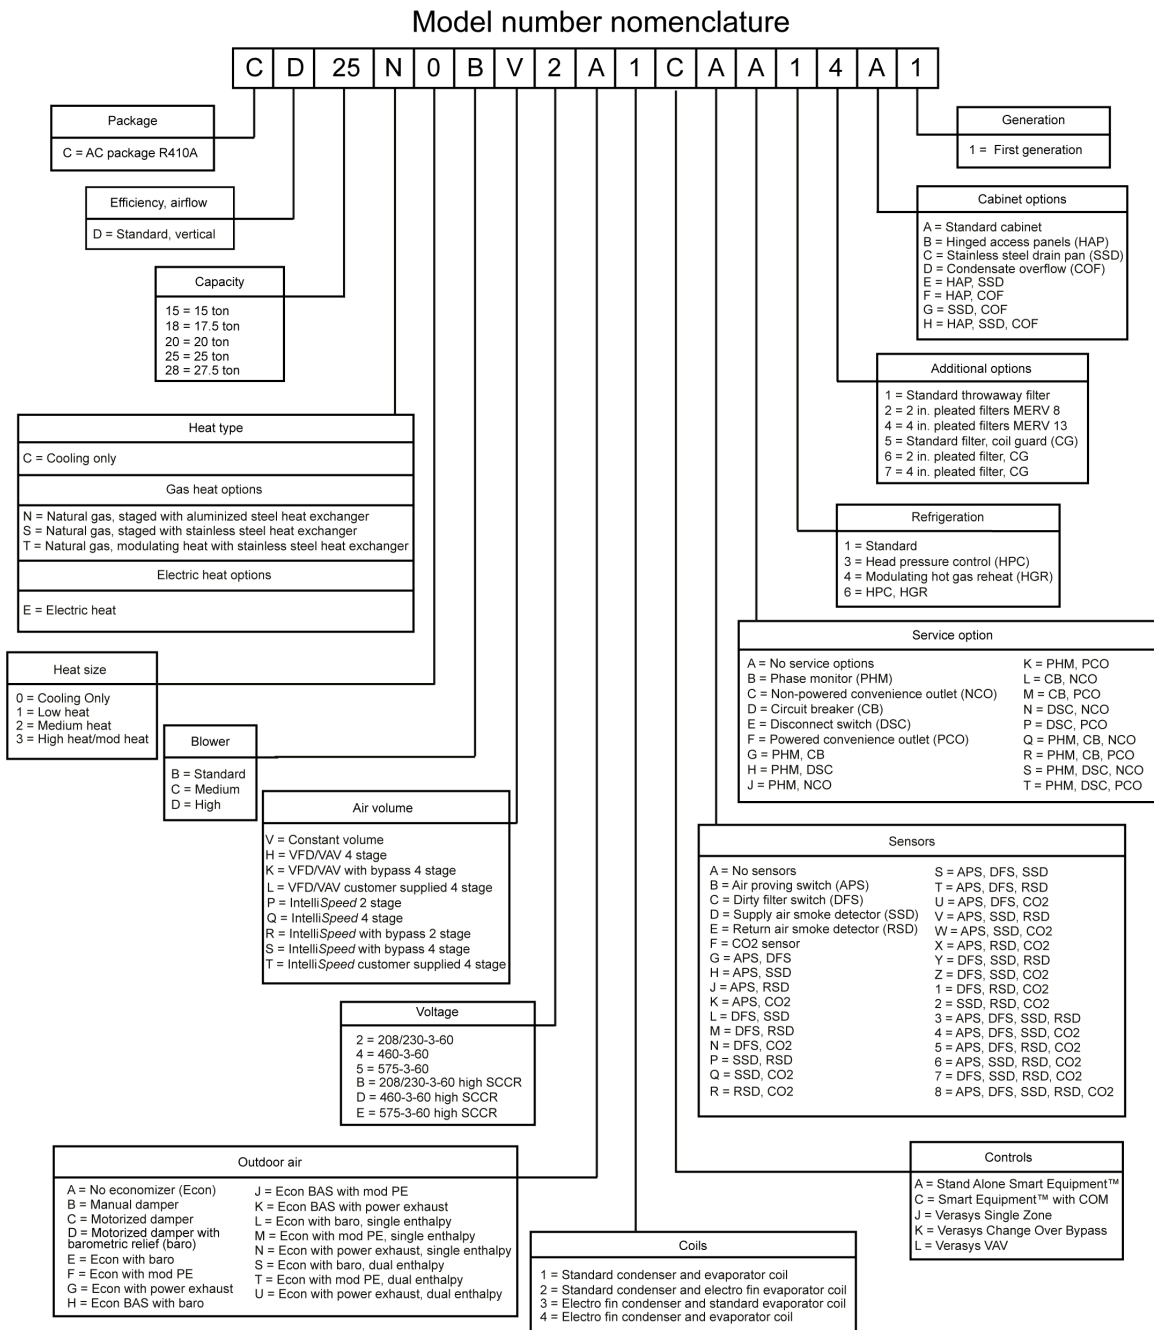 Model number nomenclature
C D 25 N 0 B V 2 A 1 C A A 1 4 A 1
Package
C = AC package R410A
Efficiency, airflow
D = Standard, vertical
Capacity
15 = 15 ton
18 = 17.5 ton
20 = 20 ton
25 = 25 ton
28 = 27.5 ton
Heat type
C = Cooling only
Gas heat options
N = Natural gas, staged with aluminized steel heat exchanger
S = Natural gas, staged with stainless steel heat exchanger
T = Natural gas, modulating heat with stainless steel heat exchanger
Electric heat options
E = Electric heat
Heat size
0 = Cooling Only
1 = Low heat
2 = Medium heat
3 = High heat/mod heat
Blower
B = Standard
C = Medium
D = High
Air volume
V = Constant volume
H = VFD/VAV 4 stage
K = VFD/VAV with bypass 4 stage
L = VFD/VAV customer supplied 4 stage
P = IntelliSpeed 2 stage
Q = IntelliSpeed 4 stage
R = IntelliSpeed with bypass 2 stage
S = IntelliSpeed with bypass 4 stage
T = IntelliSpeed customer supplied 4 stage
Voltage
2 = 208/230-3-60
4 = 460-3-60
5 = 575-3-60
B = 208/230-3-60 high SCCR
D = 460-3-60 high SCCR
E = 575-3-60 high SCCR
Outdoor air
A = No economizer (Econ)
B = Manual damper
C = Motorized damper
D = Motorized damper with
barometric relief (baro)
E = Econ with baro
F = Econ with mod PE
G = Econ with power exhaust
H = Econ BAS with baro
J = Econ BAS with mod PE
K = Econ BAS with power exhaust
L = Econ with baro, single enthalpy
M = Econ with mod PE, single enthalpy
N = Econ with power exhaust, single enthalpy
S = Econ with baro, dual enthalpy
T = Econ with mod PE, dual enthalpy
U = Econ with power exhaust, dual enthalpy
Coils
1 = Standard condenser and evaporator coil
2 = Standard condenser and electro fin evaporator coil
3 = Electro fin condenser and standard evaporator coil
4 = Electro fin condenser and evaporator coil
Generation
1 = First generation
Cabinet options
A = Standard cabinet
B = Hinged access panels (HAP)
C = Stainless steel drain pan (SSD)
D = Condensate overflow (COF)
E = HAP, SSD
F = HAP, COF
G = SSD, COF
H = HAP, SSD, COF
Additional options
1 = Standard throwaway filter
2 = 2 in. pleated filters MERV 8
4 = 4 in. pleated filters MERV 13
5 = Standard filter, coil guard (CG)
6 = 2 in. pleated filter, CG
7 = 4 in. pleated filter, CG
Refrigeration
1 = Standard
3 = Head pressure control (HPC)
4 = Modulating hot gas reheat (HGR)
6 = HPC, HGR
Service option
A = No service options
B = Phase monitor (PHM)
C = Non-powered convenience outlet (NCO)
D = Circuit breaker (CB)
E = Disconnect switch (DSC)
F = Powered convenience outlet (PCO)
G = PHM, CB
H = PHM, DSC
J = PHM, NCO
K = PHM, PCO
L = CB, NCO
M = CB, PCO
N = DSC, NCO
P = DSC, PCO
Q = PHM, CB, NCO
R = PHM, CB, PCO
S = PHM, DSC, NCO
T = PHM, DSC, PCO
Sensors
A = No sensors
B = Air proving switch (APS)
C = Dirty filter switch (DFS)
D = Supply air smoke detector (SSD)
E = Return air smoke detector (RSD)
F = CO2 sensor
G = APS, DFS
H = APS, SSD
J = APS, RSD
K = APS, CO2
L = DFS, SSD
M = DFS, RSD
N = DFS, CO2
P = SSD, RSD
Q = SSD, CO2
R = RSD, CO2
S = APS, DFS, SSD
T = APS, DFS, RSD
U = APS, DFS, CO2
V = APS, SSD, RSD
W = APS, SSD, CO2
X = APS, RSD, CO2
Y = DFS, SSD, RSD
Z = DFS, SSD, CO2
1 = DFS, RSD, CO2
2 = SSD, RSD, CO2
3 = APS, DFS, SSD, RSD
4 = APS, DFS, SSD, CO2
5 = APS, DFS, RSD, CO2
6 = APS, SSD, RSD, CO2
7 = DFS, SSD, RSD, CO2
8 = APS, DFS, SSD, RSD, CO2
Controls
A = Stand Alone Smart Equipment™
C = Smart Equipment™ with COM
J = Verasys Single Zone
K = Verasys Change Over Bypass
L = Verasys VAV